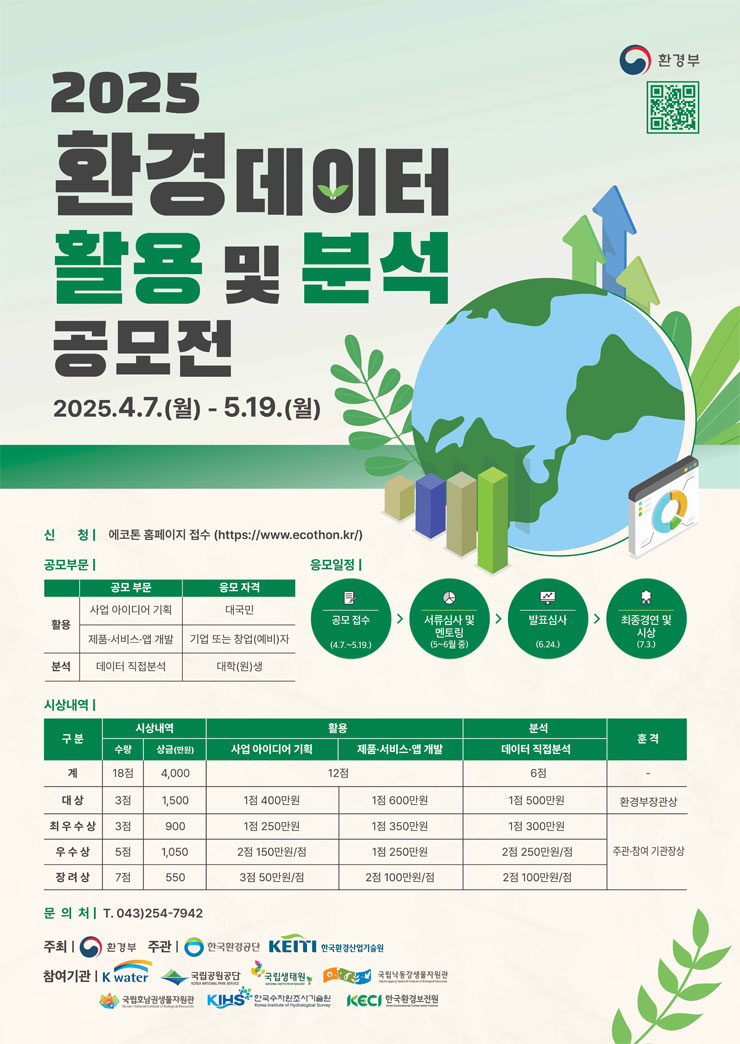 환경부
2025
환경데이터
활용 및 분석
공모전
2025.4.7.(월) - 5.19.(월)
신 청 | 에코톤 홈페이지 접수 (https://www.ecothon.kr/)
공모부문 |
공모 부문 응모 자격
활용 사업 아이디어 기획 대국민
제품·서비스·앱 개발 기업 또는 창업(예비)자
분석 데이터 직접분석 대학(원)생
응모일정 |
공모 접수
(4.7.~5.19.)
서류심사 및
멘토링
(5~6월 중)
발표심사
(6.24.)
최종경연 및
시상
(7.3.)
시상내역 |
구 분 시상내역 활용 분석 훈 격
수량 상금(만원) 사업 아이디어 기획 제품·서비스·앱 개발 데이터 직접분석
계 18점 4,000 12점 6점 -
대 상 3점 1,500 1점 400만원 1점 600만원 1점 500만원 환경부장관상
최 우 수 상 3점 900 1점 250만원 1점 350만원 1점 300만원
우 수 상 5점 1,050 2점 150만원/점 1점 250만원 2점 250만원/점 주관·참여 기관장상
장 려 상 7점 550 3점 50만원/점 2점 100만원/점 2점 100만원/점
문 의 처 | T. 043)254-7942
주최 | 환경부 주관 | 한국환경공단 KEITI 한국환경산업기술원
참여기관 | K water 국립공원공단 KOREA NATIONAL PARK SERVICE 국립생태원 NATIONAL INSTITUTE OF ECOLOGY 국립낙동강생물자원관
국립호남권생물자원관 KIHS 한국수자원조사기술원 Korea Institute of Hydrological Survey KECI 한국환경보전원